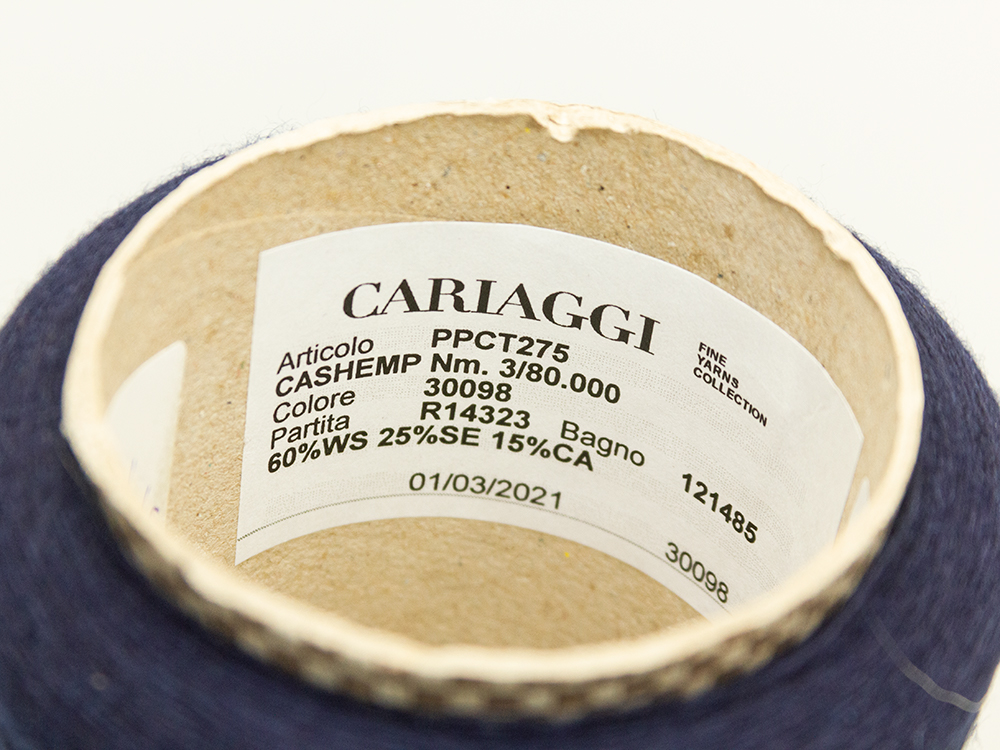 CARIAGGI
FINE
YARNS
COLLECTION
Articolo PPCT275
CASHEMP Nm. 3/80.000
Colore 30098
Partita R14323 Bagno 121485
60%WS 25%SE 15%CA
01/03/2021
30098